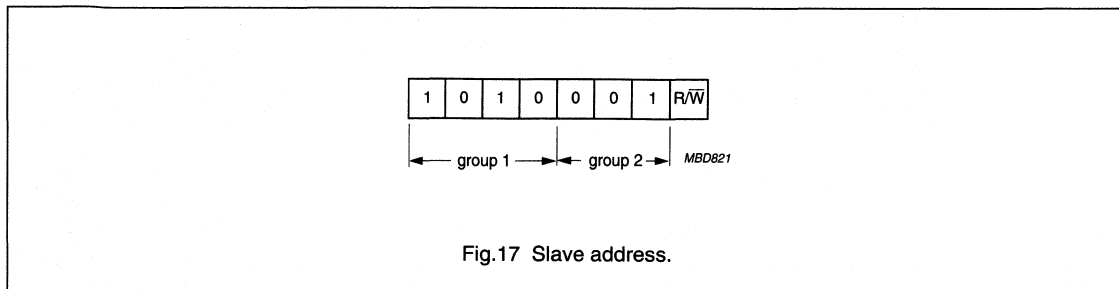 1 0 1 0 0 0 1 R/W̅
group 1 group 2 MBD821
Fig.17 Slave address.